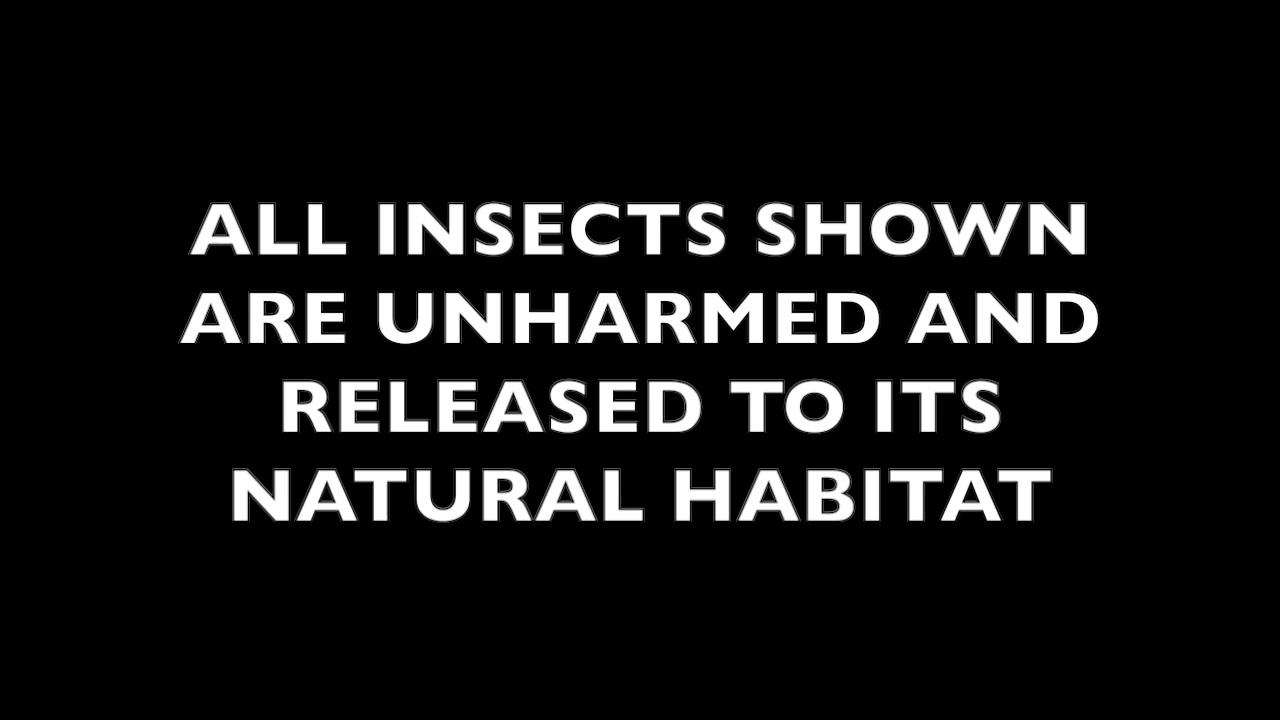 ALL INSECTS SHOWN
ARE UNHARMED AND
RELEASED TO ITS
NATURAL HABITAT